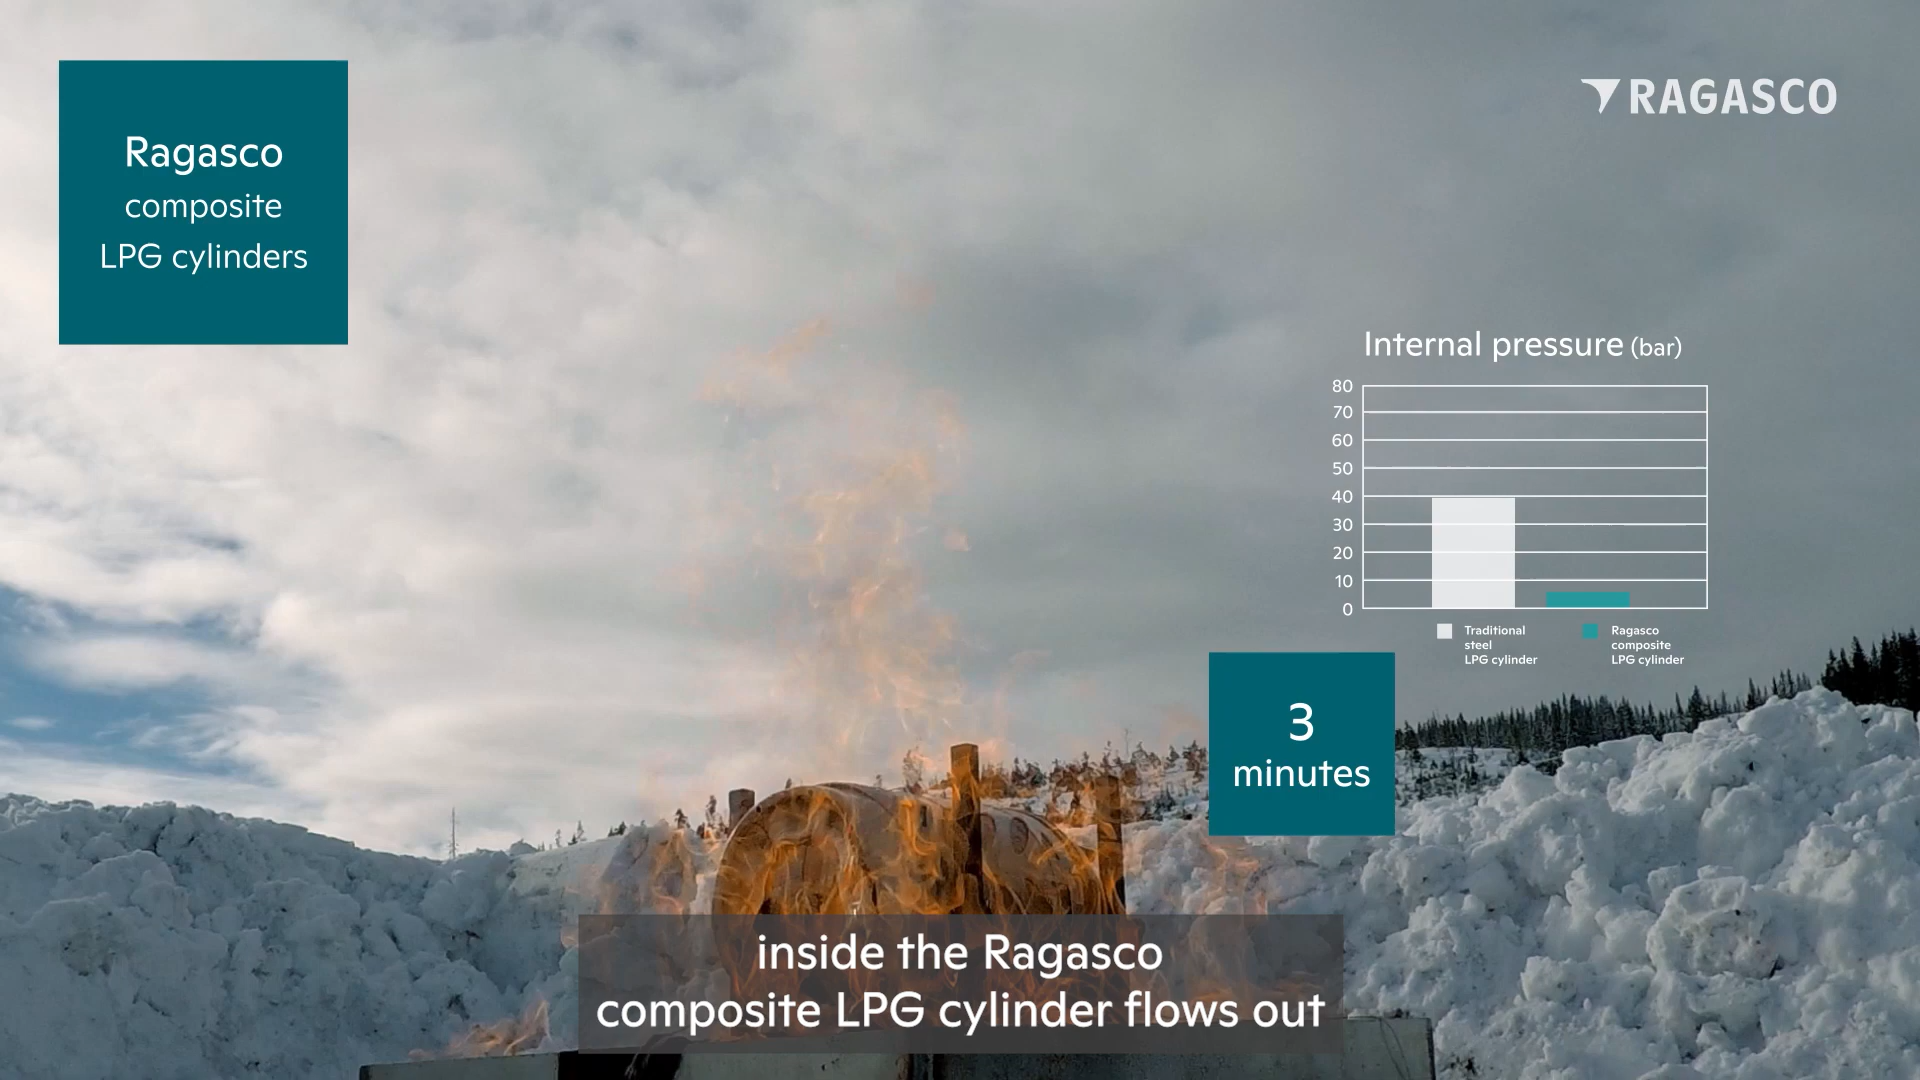 Ragasco
composite
LPG cylinders
RAGASCO
Internal pressure (bar)
80
70
60
50
40
30
20
10
0
Traditional
steel
LPG cylinder
Ragasco
composite
LPG cylinder
3
minutes
inside the Ragasco
composite LPG cylinder flows out